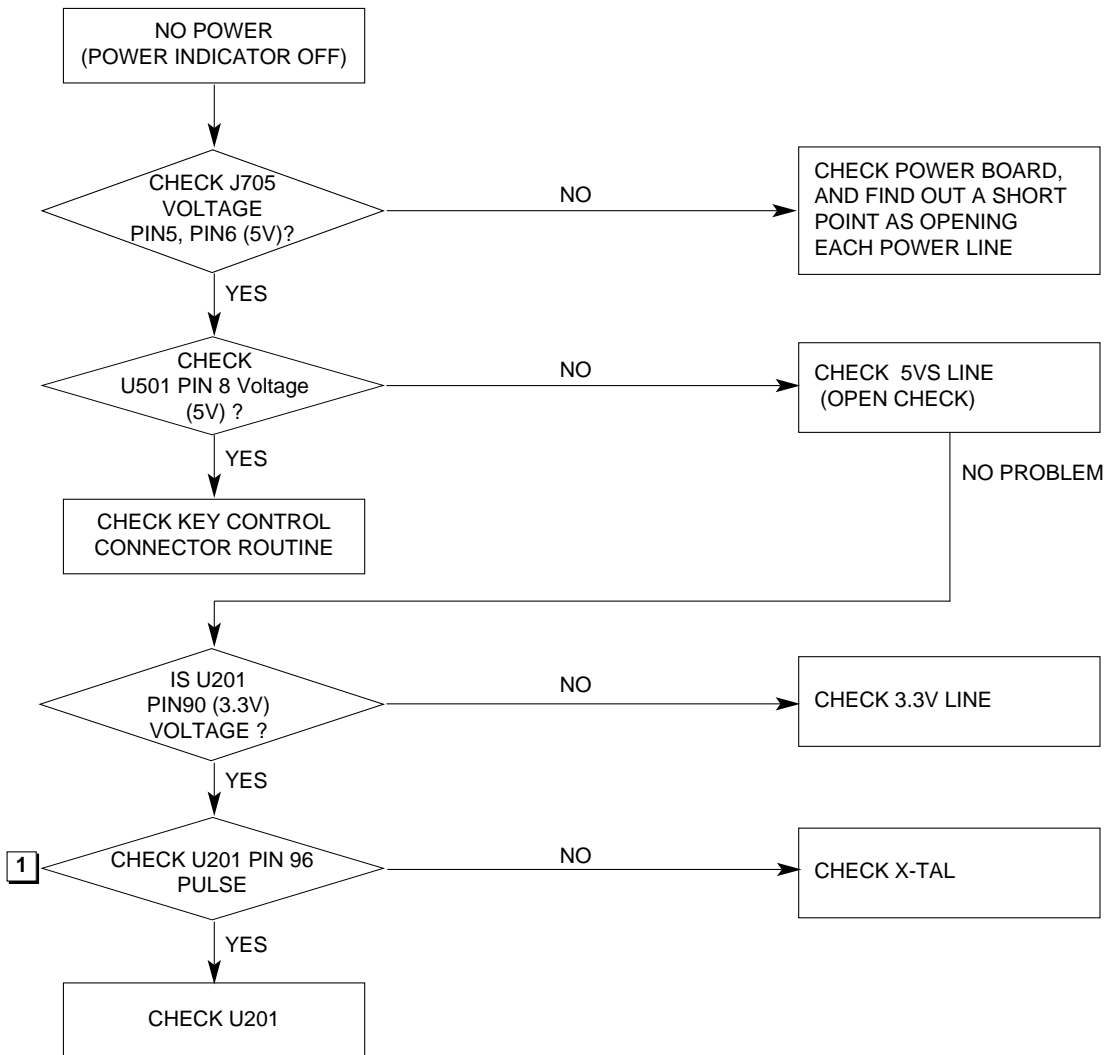 NO POWER
(POWER INDICATOR OFF)
CHECK J705
VOLTAGE
PIN5, PIN6 (5V)?
NO
CHECK POWER BOARD,
AND FIND OUT A SHORT
POINT AS OPENING
EACH POWER LINE
YES
CHECK
U501 PIN 8 Voltage
(5V) ?
NO
CHECK 5VS LINE
(OPEN CHECK)
YES
NO PROBLEM
CHECK KEY CONTROL
CONNECTOR ROUTINE
IS U201
PIN90 (3.3V)
VOLTAGE ?
NO
CHECK 3.3V LINE
YES
1
CHECK U201 PIN 96
PULSE
NO
CHECK X-TAL
YES
CHECK U201